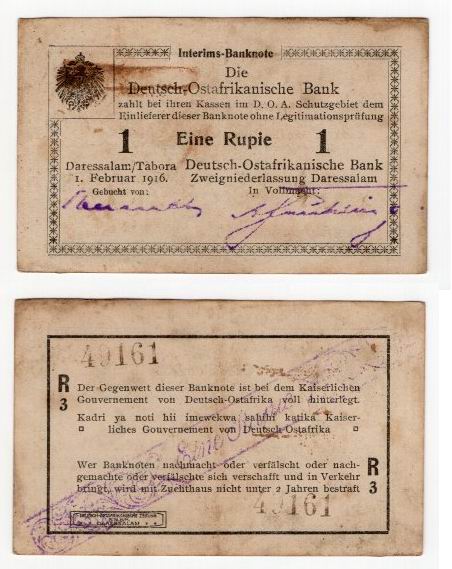 Interims-Banknote
Die
Deutsch-Ostafrikanische Bank
zahlt bei ihren Kassen im D. O. A. Schutzgebiet dem
Einlieferer dieser Banknote ohne Legitimationsprüfung
1 Eine Rupie 1
Daressalam/Tabora Deutsch-Ostafrikanische Bank
1. Februar 1916. Zweigniederlassung Daressalam
Gebucht von: In Vollmacht:
49161
R
3
Der Gegenwert dieser Banknote ist bei dem Kaiserlichen
Gouvernement von Deutsch-Ostafrika voll hinterlegt.
Kadri ya noti hii imewekwa sahihi katika Kaiser-
liches Gouvernement von Deutsch-Ostafrika
Eine
Wer Banknoten nachmacht oder verfälscht oder nach-
gemachte oder verfälschte sich verschafft und in Verkehr
bringt, wird mit Zuchthaus nicht unter 2 Jahren bestraft
R
3
49161